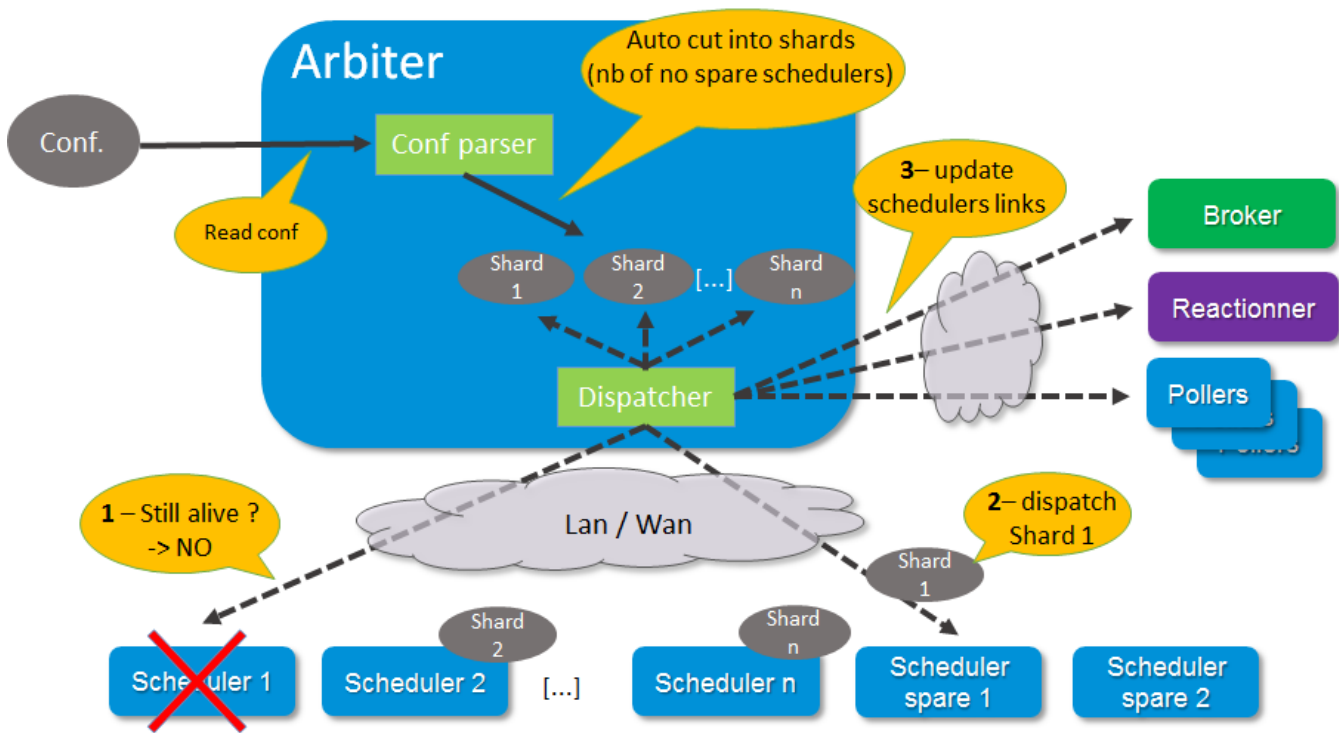 Arbiter
Auto cut into shards
(nb of no spare schedulers)
Conf.
Conf parser
Read conf
3– update
schedulers links
Broker
Shard
1
Shard
2
[...]
Shard
n
Reactionner
Dispatcher
Pollers
Pollers
1 – Still alive ?
-> NO
Lan / Wan
2– dispatch
Shard 1
Shard
1
Shard
2
Shard
n
Scheduler 1
Scheduler 2
[...]
Scheduler n
Scheduler
spare 1
Scheduler
spare 2